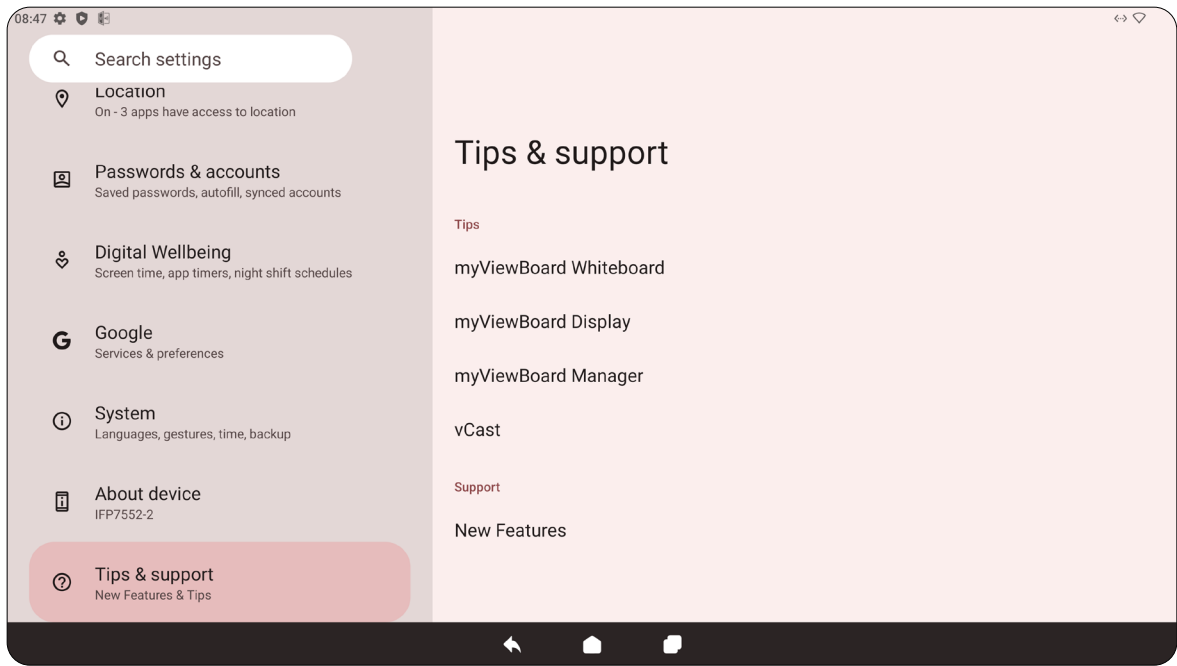 08:47
Search settings
Location
On - 3 apps have access to location
Passwords & accounts
Saved passwords, autofill, synced accounts
Digital Wellbeing
Screen time, app timers, night shift schedules
Google
Services & preferences
System
Languages, gestures, time, backup
About device
IFP7552-2
Tips & support
New Features & Tips
Tips & support
Tips
myViewBoard Whiteboard
myViewBoard Display
myViewBoard Manager
vCast
Support
New Features